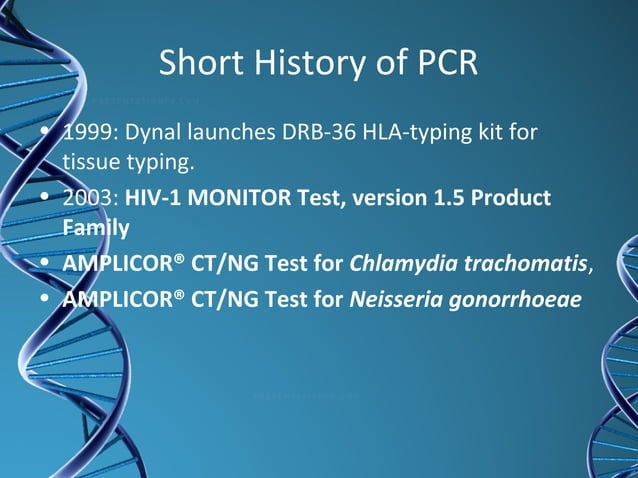 Short History of PCR
• 1999: Dynal launches DRB-36 HLA-typing kit for
tissue typing.
• 2003: HIV-1 MONITOR Test, version 1.5 Product
Family
• AMPLICOR® CT/NG Test for Chlamydia trachomatis,
• AMPLICOR® CT/NG Test for Neisseria gonorrhoeae